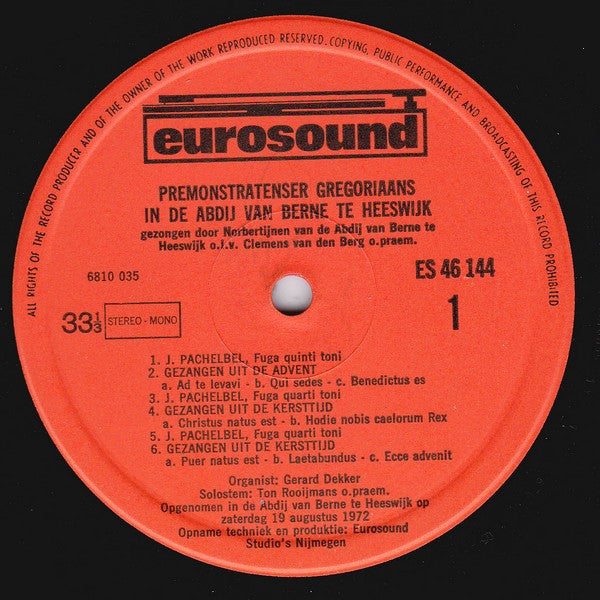 ALL RIGHTS OF THE RECORD PRODUCER AND OF THE OWNER OF THE WORK REPRODUCED RESERVED. COPYING, PUBLIC PERFORMANCE AND BROADCASTING OF THIS RECORD PROHIBITED
eurosound
PREMONSTRATENSER GREGORIAANS
IN DE ABDIJ VAN BERNE TE HEESWIJK
gezongen door Norbertijnen van de Abdij van Berne te
Heeswijk o.l.v. Clemens van den Berg o.praem.
6810 035
ES 46 144
33⅓
STEREO - MONO
1
1. J. PACHELBEL, Fuga quinti toni
2. GEZANGEN UIT DE ADVENT
a. Ad te levavi - b. Qui sedes - c. Benedictus es
3. J. PACHELBEL, Fuga quarti toni
4. GEZANGEN UIT DE KERSTTIJD
a. Christus natus est - b. Hodie nobis caelorum Rex
5. J. PACHELBEL, Fuga quarti toni
6. GEZANGEN UIT DE KERSTTIJD
a. Puer natus est - b. Laetabundus - c. Ecce advenit
Organist: Gerard Dekker
Solostem: Ton Rooijmans o.praem.
Opgenomen in de Abdij van Berne te Heeswijk op
zaterdag 19 augustus 1972
Opname techniek en produktie: Eurosound
Studio's Nijmegen